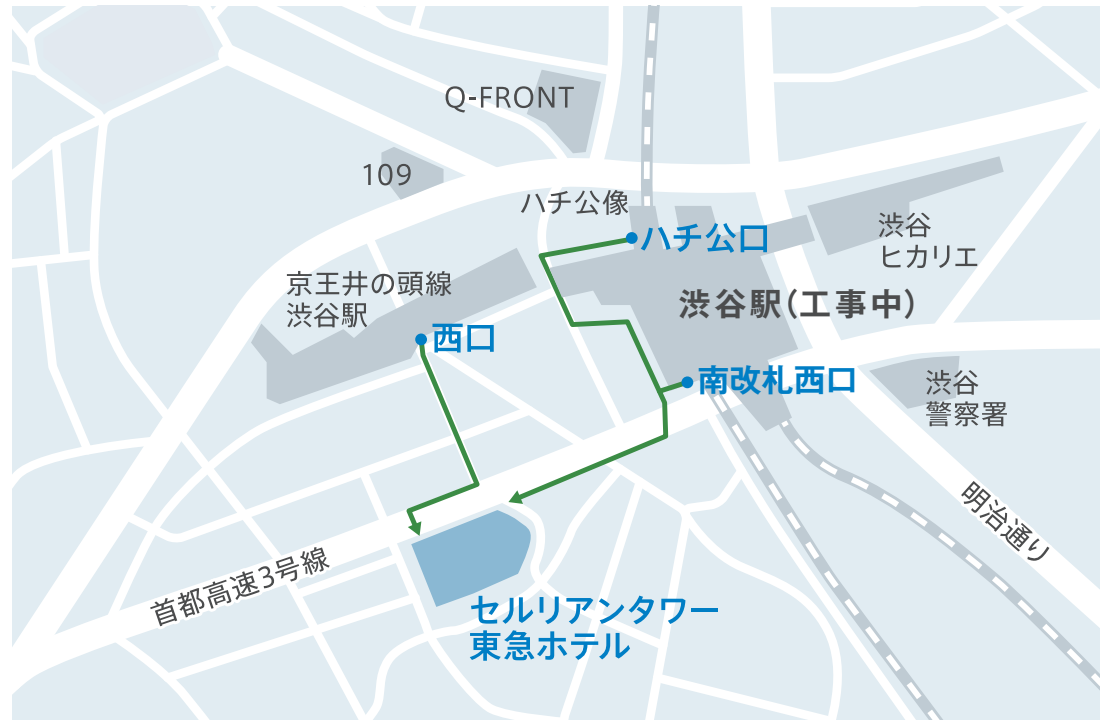 Q-FRONT
109
ハチ公像
ハチ公口
渋谷
ヒカリエ
京王井の頭線
渋谷駅
渋谷駅(工事中)
西口
南改札西口
渋谷
警察署
明治通り
首都高速3号線
セルリアンタワー
東急ホテル